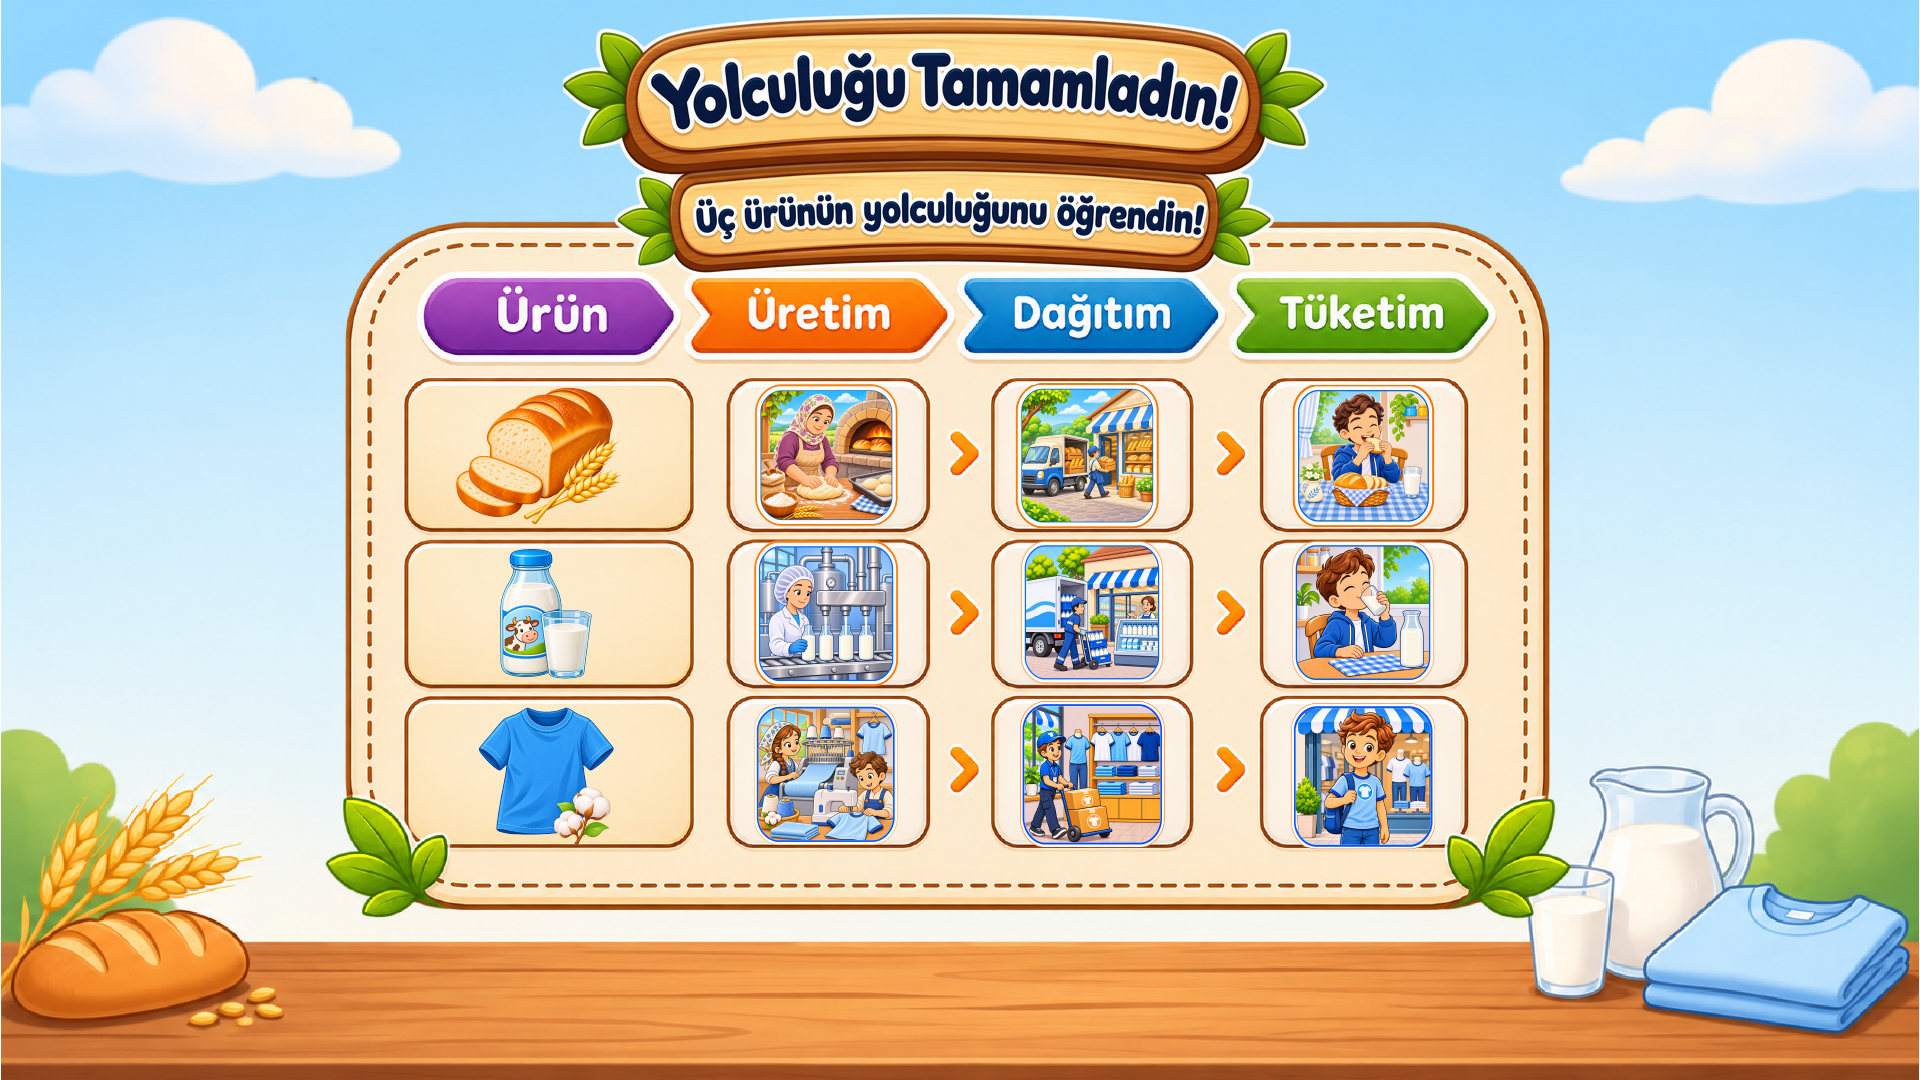 Yolculuğu Tamamladın!
Üç ürünün yolculuğunu öğrendin!
Ürün
Üretim
Dağıtım
Tüketim